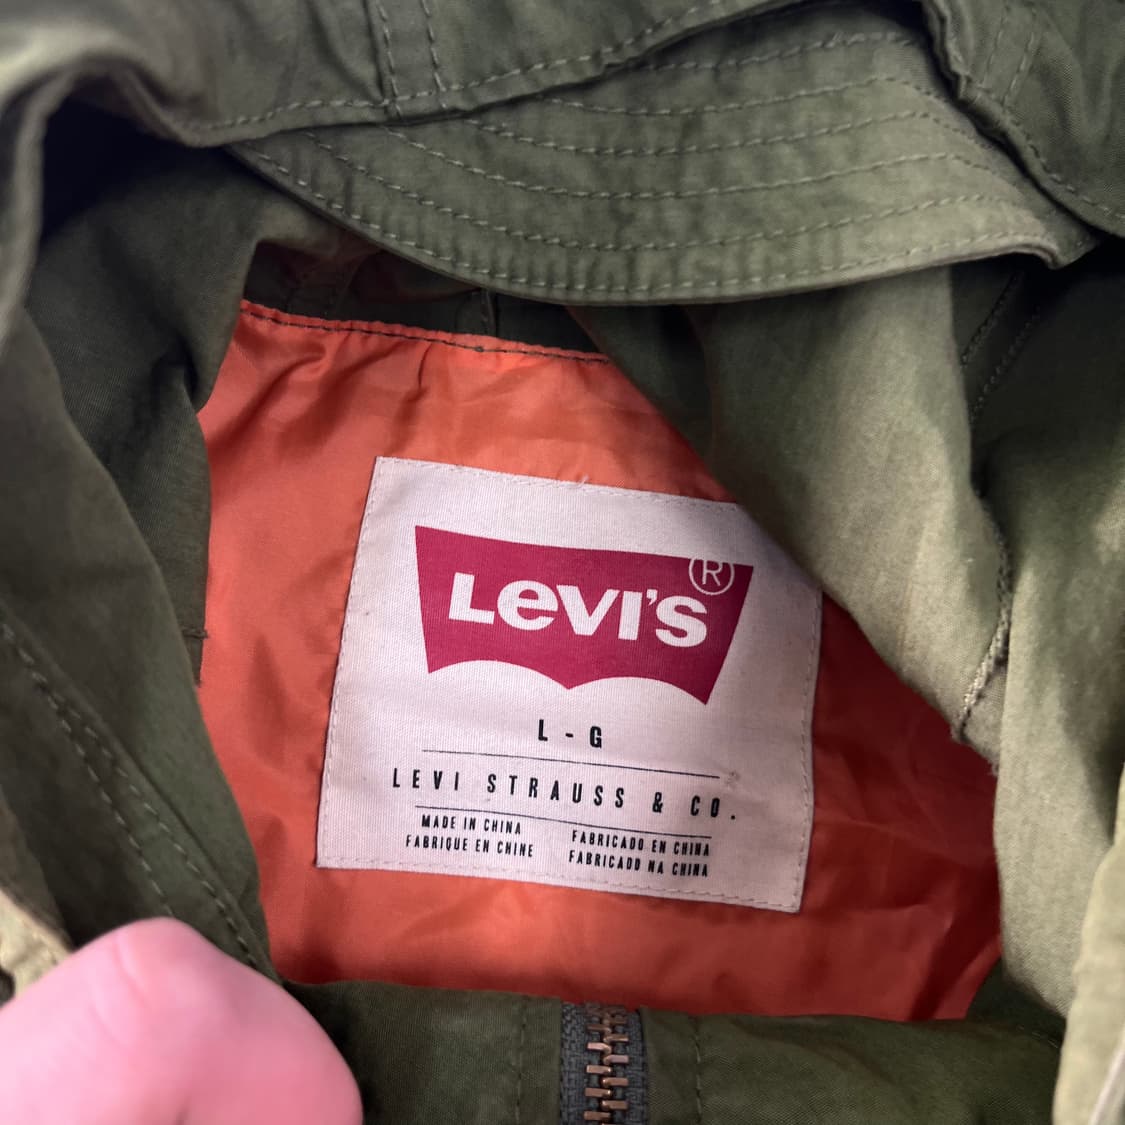 LEVI'S®
L - G
LEVI STRAUSS & CO.
MADE IN CHINA
FABRIQUE EN CHINE
FABRICADO EN CHINA
FABRICADO NA CHINA